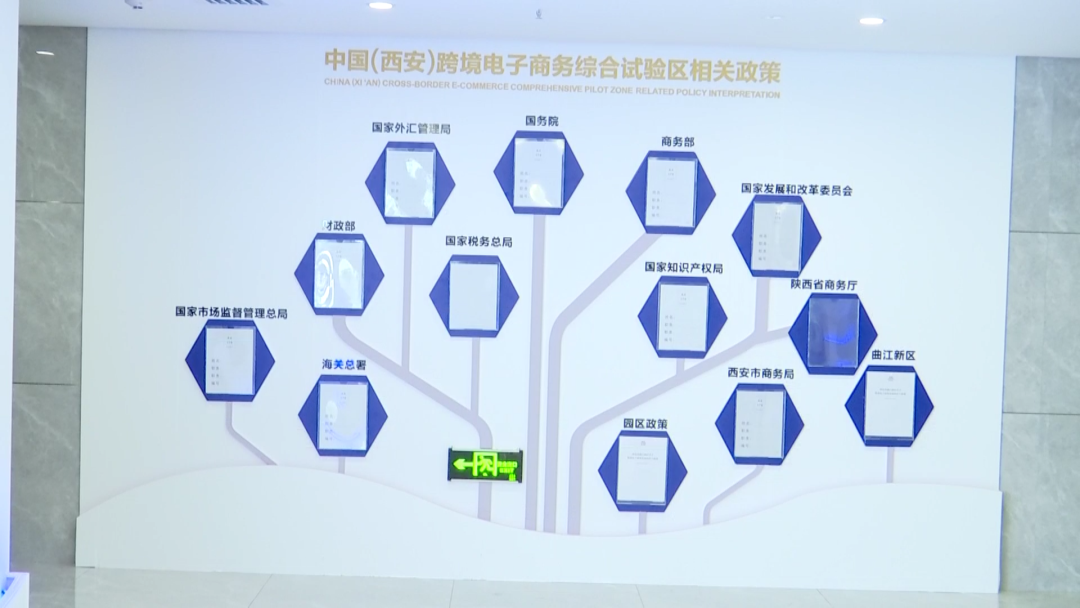 中国(西安)跨境电子商务综合试验区相关政策
CHINA (XI 'AN) CROSS-BORDER E-COMMERCE COMPREHENSIVE PILOT ZONE RELATED POLICY INTERPRETATION
国家外汇管理局
国务院
商务部
国家发展和改革委员会
财政部
国家税务总局
国家知识产权局
陕西省商务厅
国家市场监督管理总局
海关总署
西安市商务局
曲江新区
园区政策